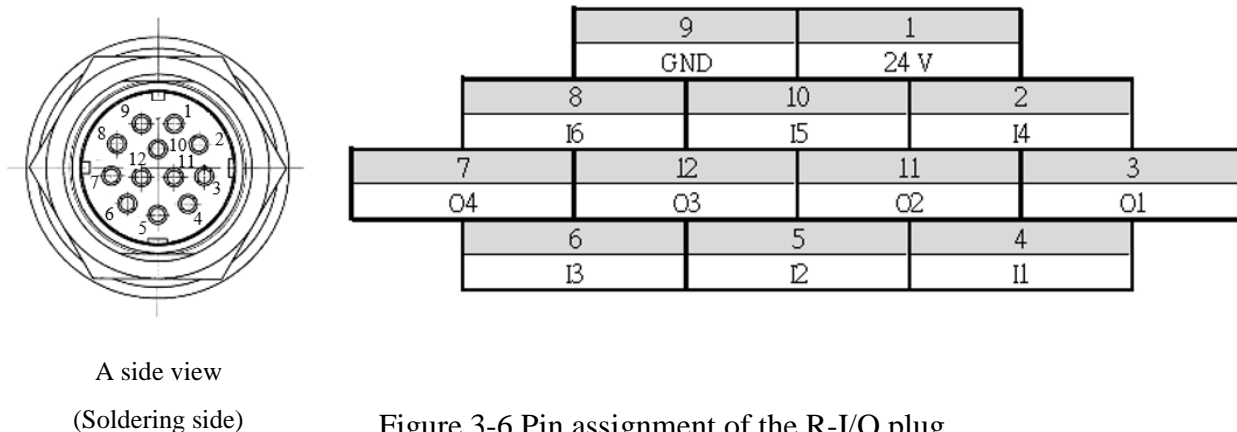 9 1
GND 24 V
8 10 2
I6 I5 I4
7 12 11 3
O4 O3 O2 O1
6 5 4
I3 I2 I1
9 1
8 10 2
12 11
7 3
6 4
5
A side view
(Soldering side)
Figure 3-6 Pin assignment of the R-I/O plug